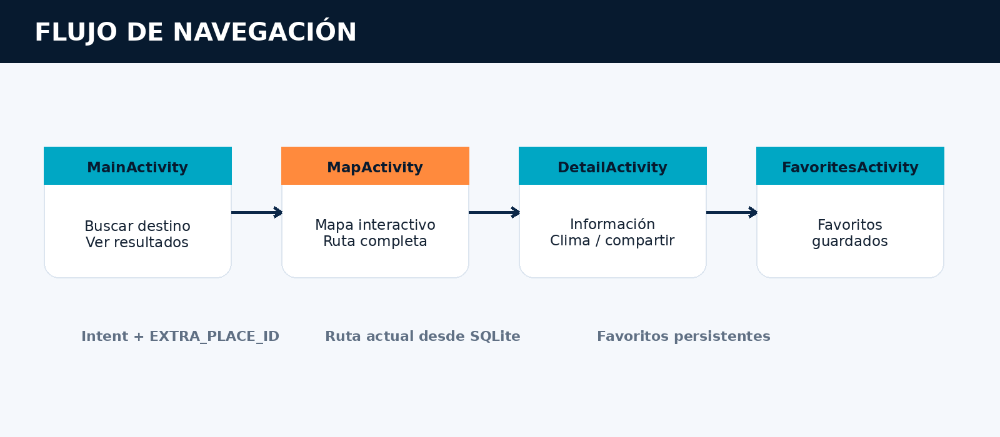 FLUJO DE NAVEGACIÓN
MainActivity
Buscar destino
Ver resultados
MapActivity
Mapa interactivo
Ruta completa
DetailActivity
Información
Clima / compartir
FavoritesActivity
Favoritos
guardados
Intent + EXTRA_PLACE_ID
Ruta actual desde SQLite
Favoritos persistentes